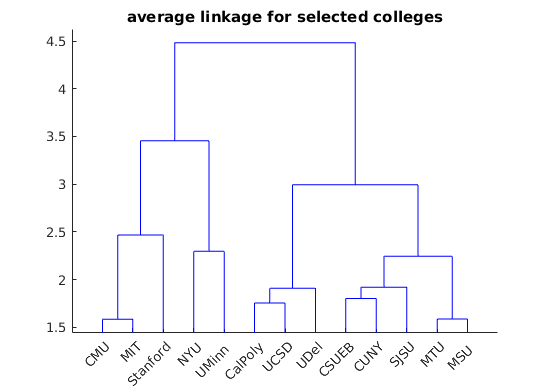 average linkage for selected colleges
4.5
4
3.5
3
2.5
2
1.5
CMU
MIT
Stanford
NYU
UMinn
CalPoly
UCSD
UDel
CSUEB
CUNY
SJSU
MTU
MSU